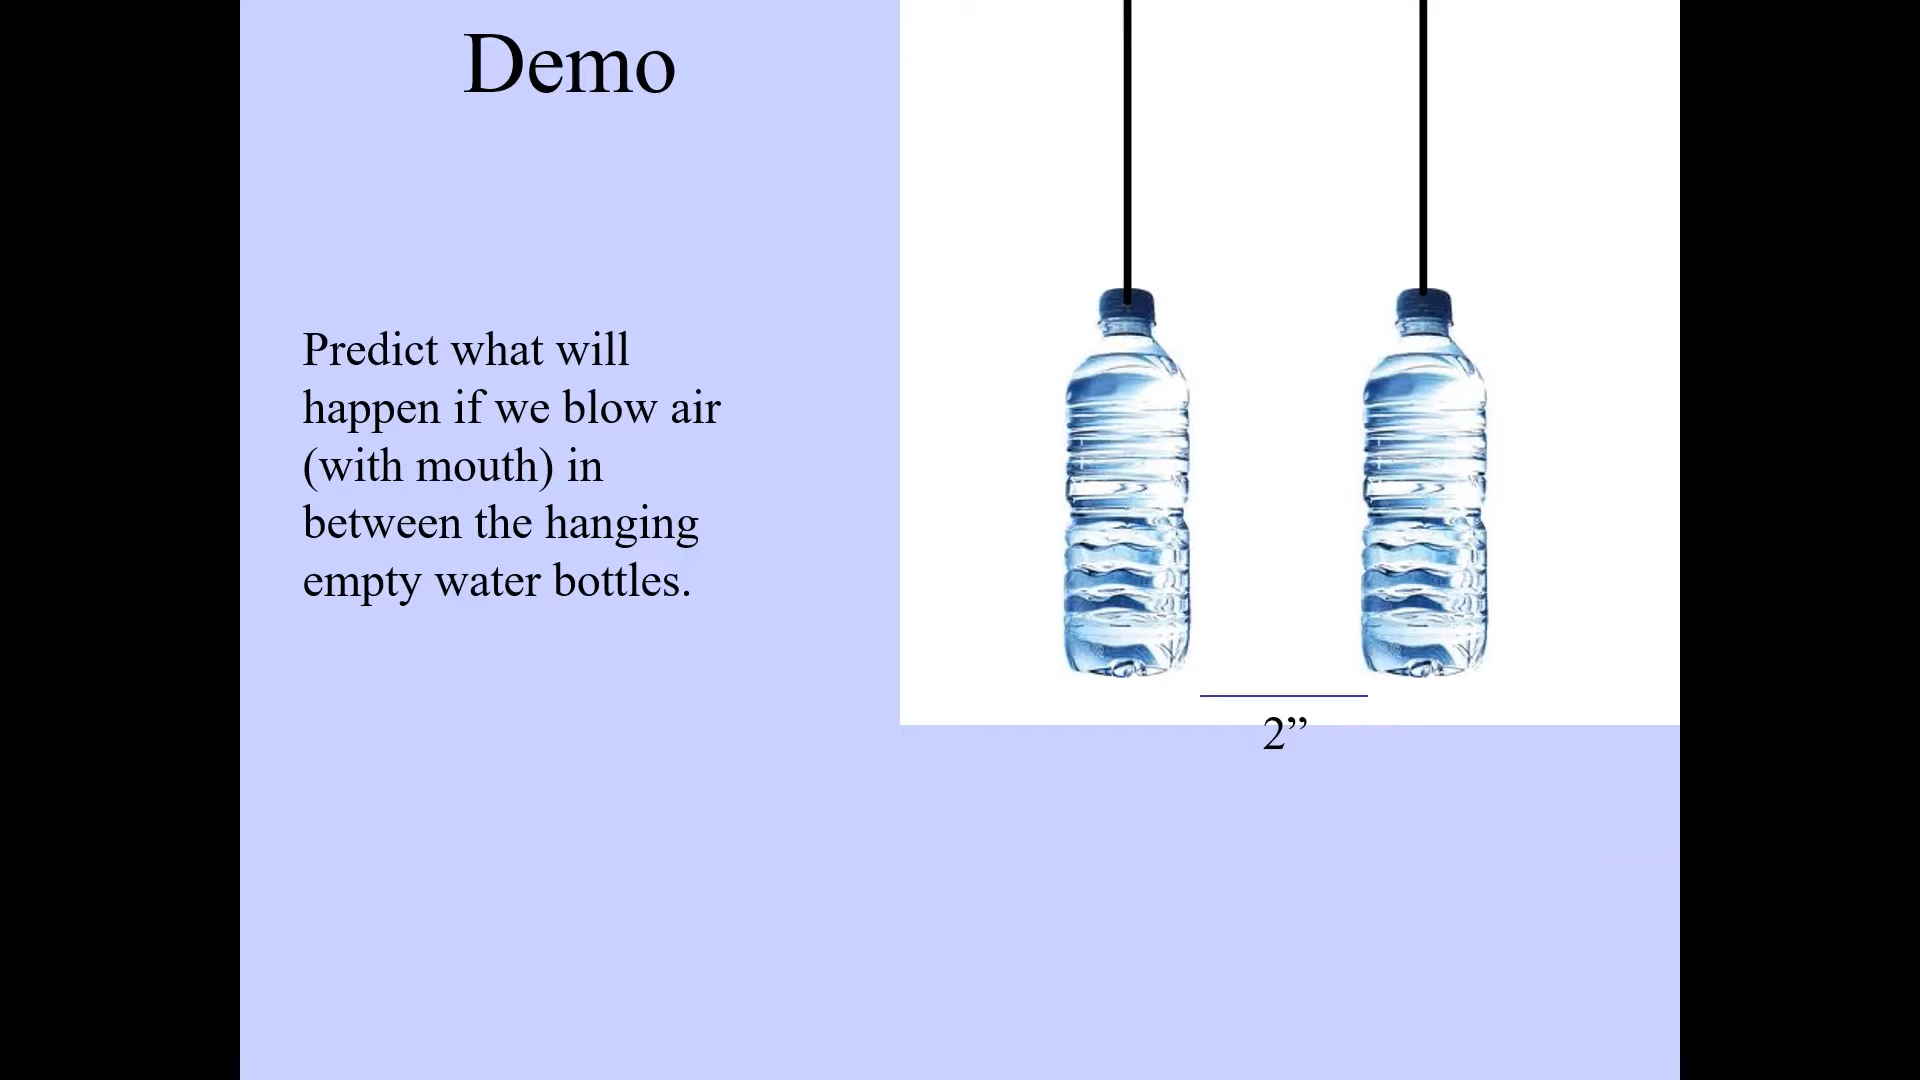 Demo
Predict what will
happen if we blow air
(with mouth) in
between the hanging
empty water bottles.
2”